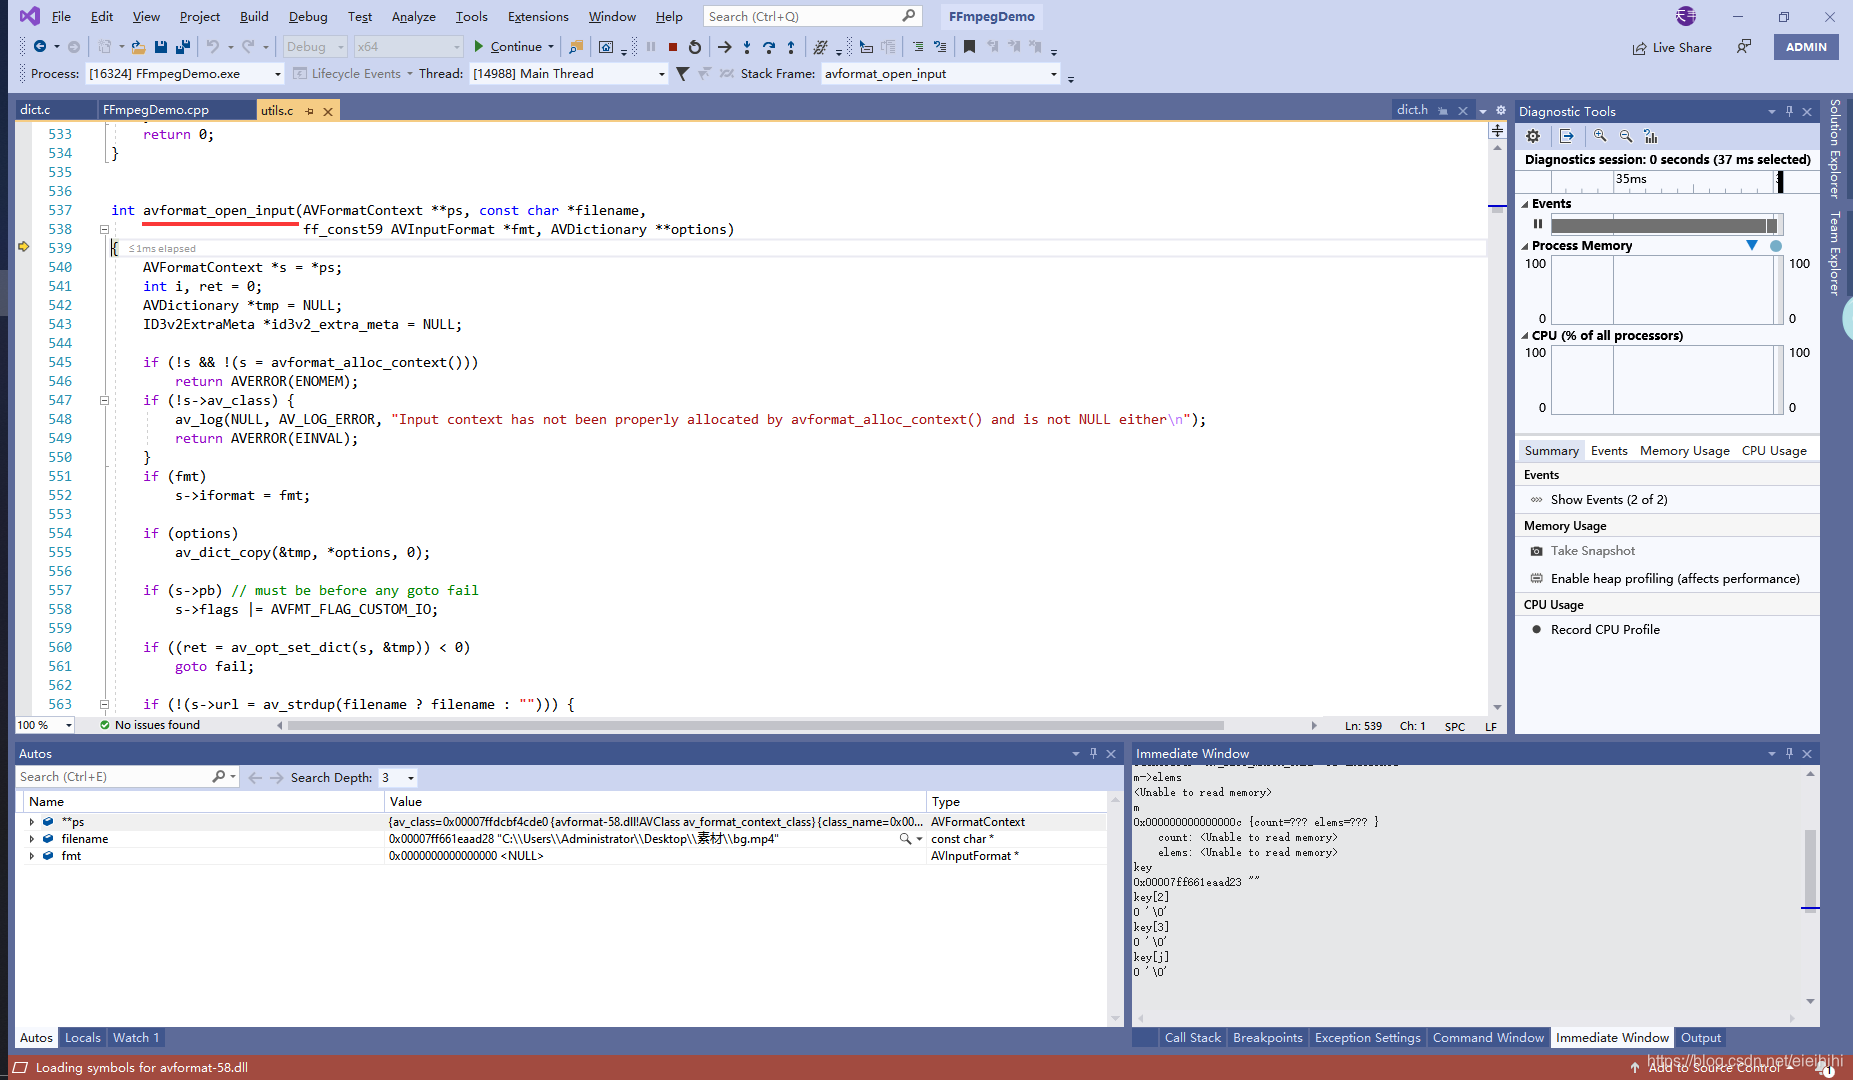 File Edit View Project Build Debug Test Analyze Tools Extensions Window Help Search (Ctrl+Q) FFmpegDemo
Debug x64 Continue Live Share ADMIN
Process: [16324] FFmpegDemo.exe Lifecycle Events Thread: [14988] Main Thread Stack Frame: avformat_open_input
dict.c FFmpegDemo.cpp utils.c dict.h
533 return 0;
534 }
535
536
537 int avformat_open_input(AVFormatContext **ps, const char *filename,
538 ff_const59 AVInputFormat *fmt, AVDictionary **options)
539 { ≤1ms elapsed
540 AVFormatContext *s = *ps;
541 int i, ret = 0;
542 AVDictionary *tmp = NULL;
543 ID3v2ExtraMeta *id3v2_extra_meta = NULL;
544
545 if (!s && !(s = avformat_alloc_context()))
546 return AVERROR(ENOMEM);
547 if (!s->av_class) {
548 av_log(NULL, AV_LOG_ERROR, "Input context has not been properly allocated by avformat_alloc_context() and is not NULL either\n");
549 return AVERROR(EINVAL);
550 }
551 if (fmt)
552 s->iformat = fmt;
553
554 if (options)
555 av_dict_copy(&tmp, *options, 0);
556
557 if (s->pb) // must be before any goto fail
558 s->flags |= AVFMT_FLAG_CUSTOM_IO;
559
560 if ((ret = av_opt_set_dict(s, &tmp)) < 0)
561 goto fail;
562
563 if (!(s->url = av_strdup(filename ? filename : ""))) {
100 % No issues found Ln: 539 Ch: 1 SPC LF
Diagnostic Tools
Diagnostics session: 0 seconds (37 ms selected)
35ms
Events
Process Memory
100 100
0 0
CPU (% of all processors)
100 100
0 0
Summary Events Memory Usage CPU Usage
Events
Show Events (2 of 2)
Memory Usage
Take Snapshot
Enable heap profiling (affects performance)
CPU Usage
Record CPU Profile
Solution Explorer
Team Explorer
Autos
Search (Ctrl+E) Search Depth: 3
Name Value Type
**ps {av_class=0x00007ffdcbf4cde0 {avformat-58.dll!AVClass av_format_context_class} {class_name=0x00... AVFormatContext
filename 0x00007ff661eaad28 "C:\\Users\\Administrator\\Desktop\\素材\\bg.mp4" const char *
fmt 0x0000000000000000 <NULL> AVInputFormat *
Autos Locals Watch 1
Immediate Window
m->elems
<Unable to read memory>
m
0x000000000000000c {count=??? elems=??? }
count: <Unable to read memory>
elems: <Unable to read memory>
key
0x00007ff661eaad23 ""
key[2]
0 '\0'
key[3]
0 '\0'
key[j]
0 '\0'
Call Stack Breakpoints Exception Settings Command Window Immediate Window Output
Loading symbols for avformat-58.dll Add to Source Control 1
https://blog.csdn.net/eieihihi